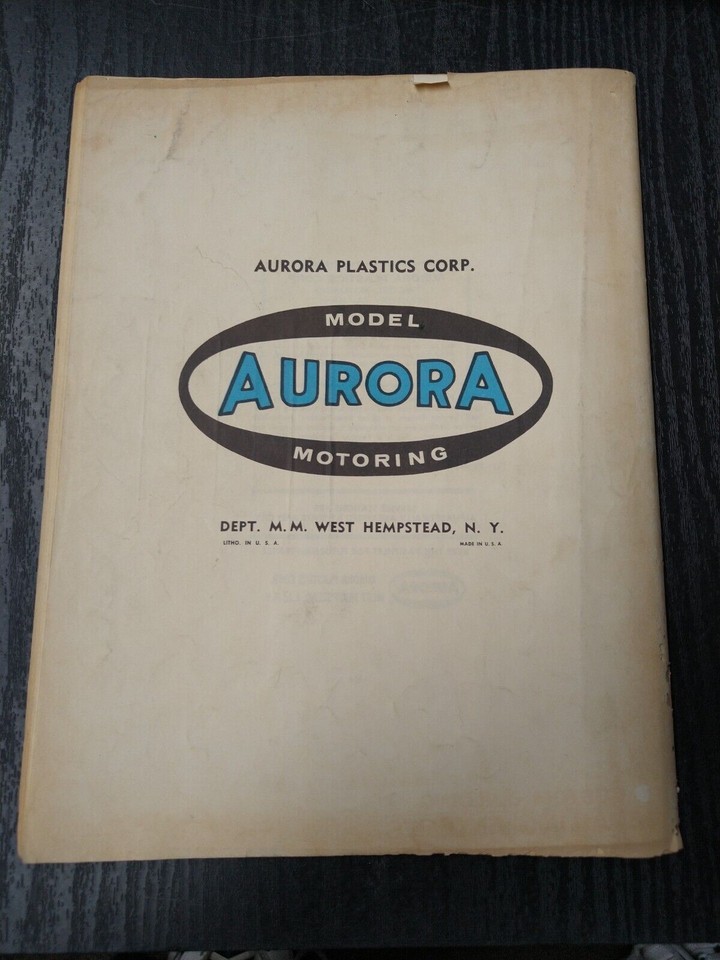 AURORA PLASTICS CORP.
MODEL
AURORA
MOTORING
DEPT. M. M. WEST HEMPSTEAD, N. Y.
LITHO. IN U. S. A. MADE IN U. S. A.